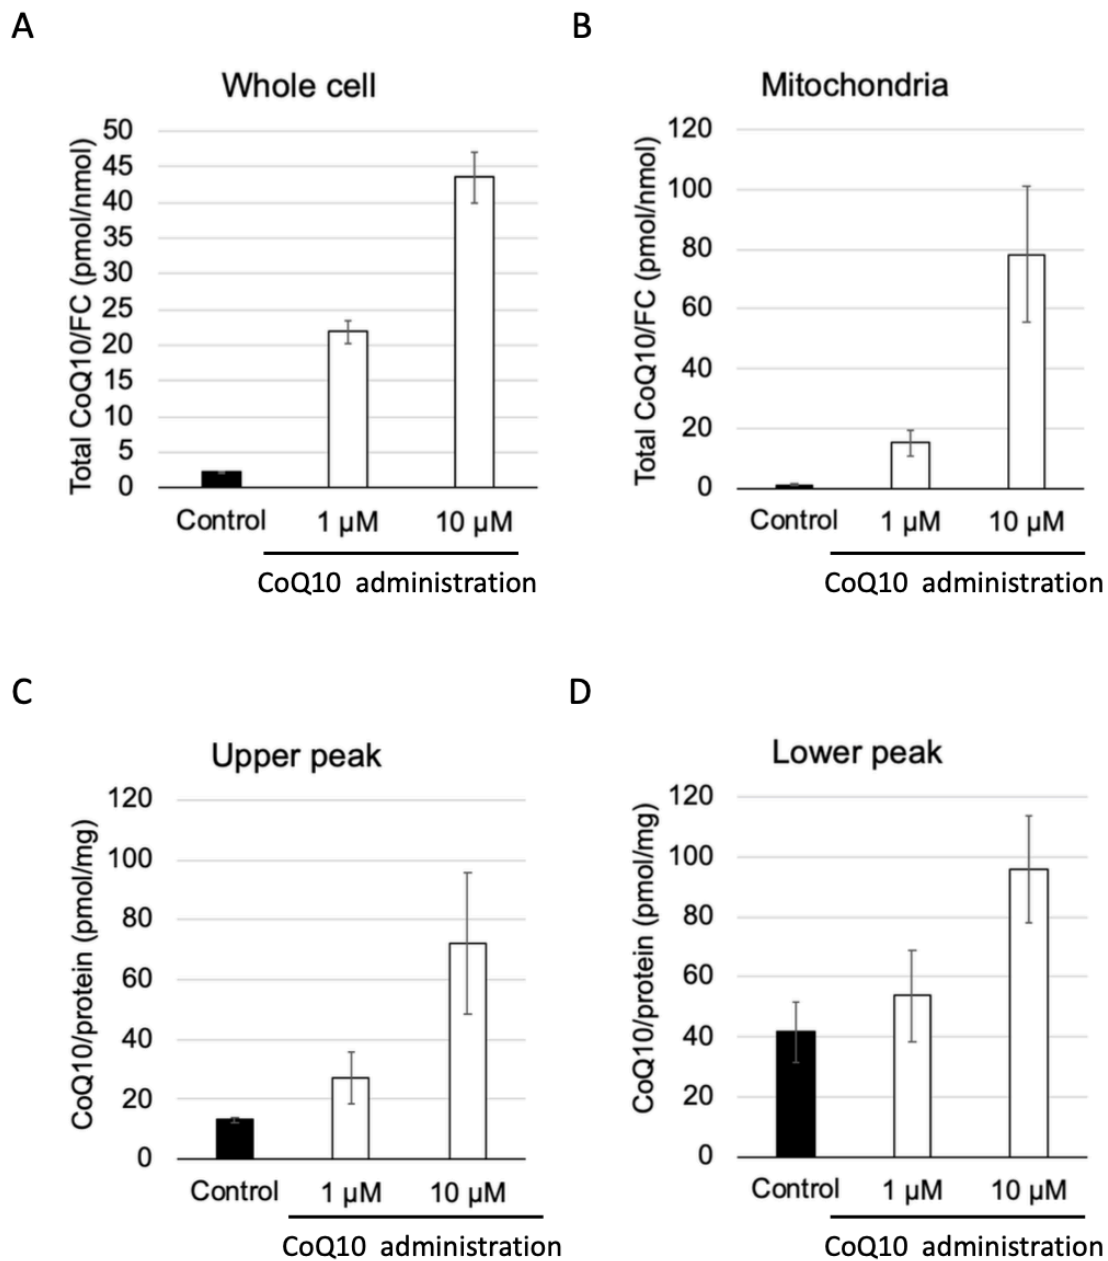 A
Whole cell
Total CoQ10/FC (pmol/nmol)
50
45
40
35
30
25
20
15
10
5
0
Control 1 μM 10 μM
CoQ10 administration
B
Mitochondria
Total CoQ10/FC (pmol/nmol)
120
100
80
60
40
20
0
Control 1 μM 10 μM
CoQ10 administration
C
Upper peak
CoQ10/protein (pmol/mg)
120
100
80
60
40
20
0
Control 1 μM 10 μM
CoQ10 administration
D
Lower peak
CoQ10/protein (pmol/mg)
120
100
80
60
40
20
0
Control 1 μM 10 μM
CoQ10 administration